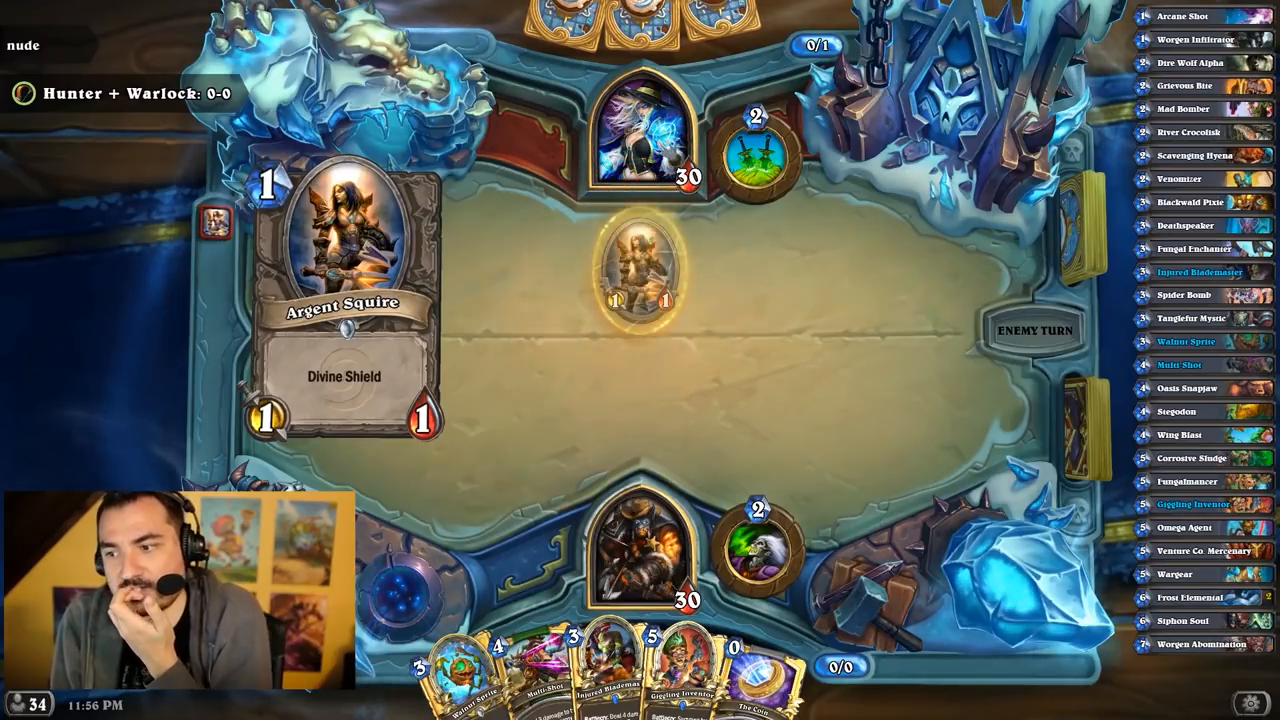 nude
Hunter + Warlock: 0-0
0/1
2
30
1
Argent Squire
Divine Shield
1
1
1
1
ENEMY TURN
2
30
3
Walnut Sprite
4
Multi-Shot
3
Injured Blademas
5
Giggling Inventor
0
The Coin
0/0
34
11:56 PM
1 Arcane Shot
1 Worgen Infiltrator
2 Dire Wolf Alpha
2 Grievous Bite
2 Mad Bomber
2 River Crocolisk
2 Scavenging Hyena
2 Venomizer
3 Blackwald Pixie
3 Deathspeaker
3 Fungal Enchanter
3 Injured Blademaster
3 Spider Bomb
3 Tanglefur Mystic
3 Walnut Sprite
4 Multi-Shot
4 Oasis Snapjaw
4 Stegodon
4 Wing Blast
5 Corrosive Sludge
5 Fungalmancer
5 Giggling Inventor
5 Omega Agent
5 Venture Co. Mercenary
5 Wargear
6 Frost Elemental 2
6 Siphon Soul
6 Worgen Abomination